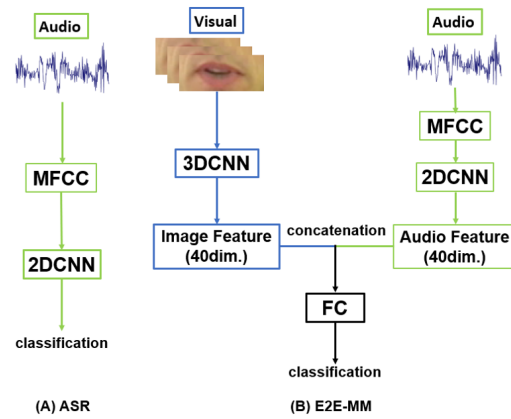 Audio
MFCC
2DCNN
classification
(A) ASR
Visual
3DCNN
Image Feature
(40dim.)
Audio
MFCC
2DCNN
Audio Feature
(40dim.)
concatenation
FC
classification
(B) E2E-MM